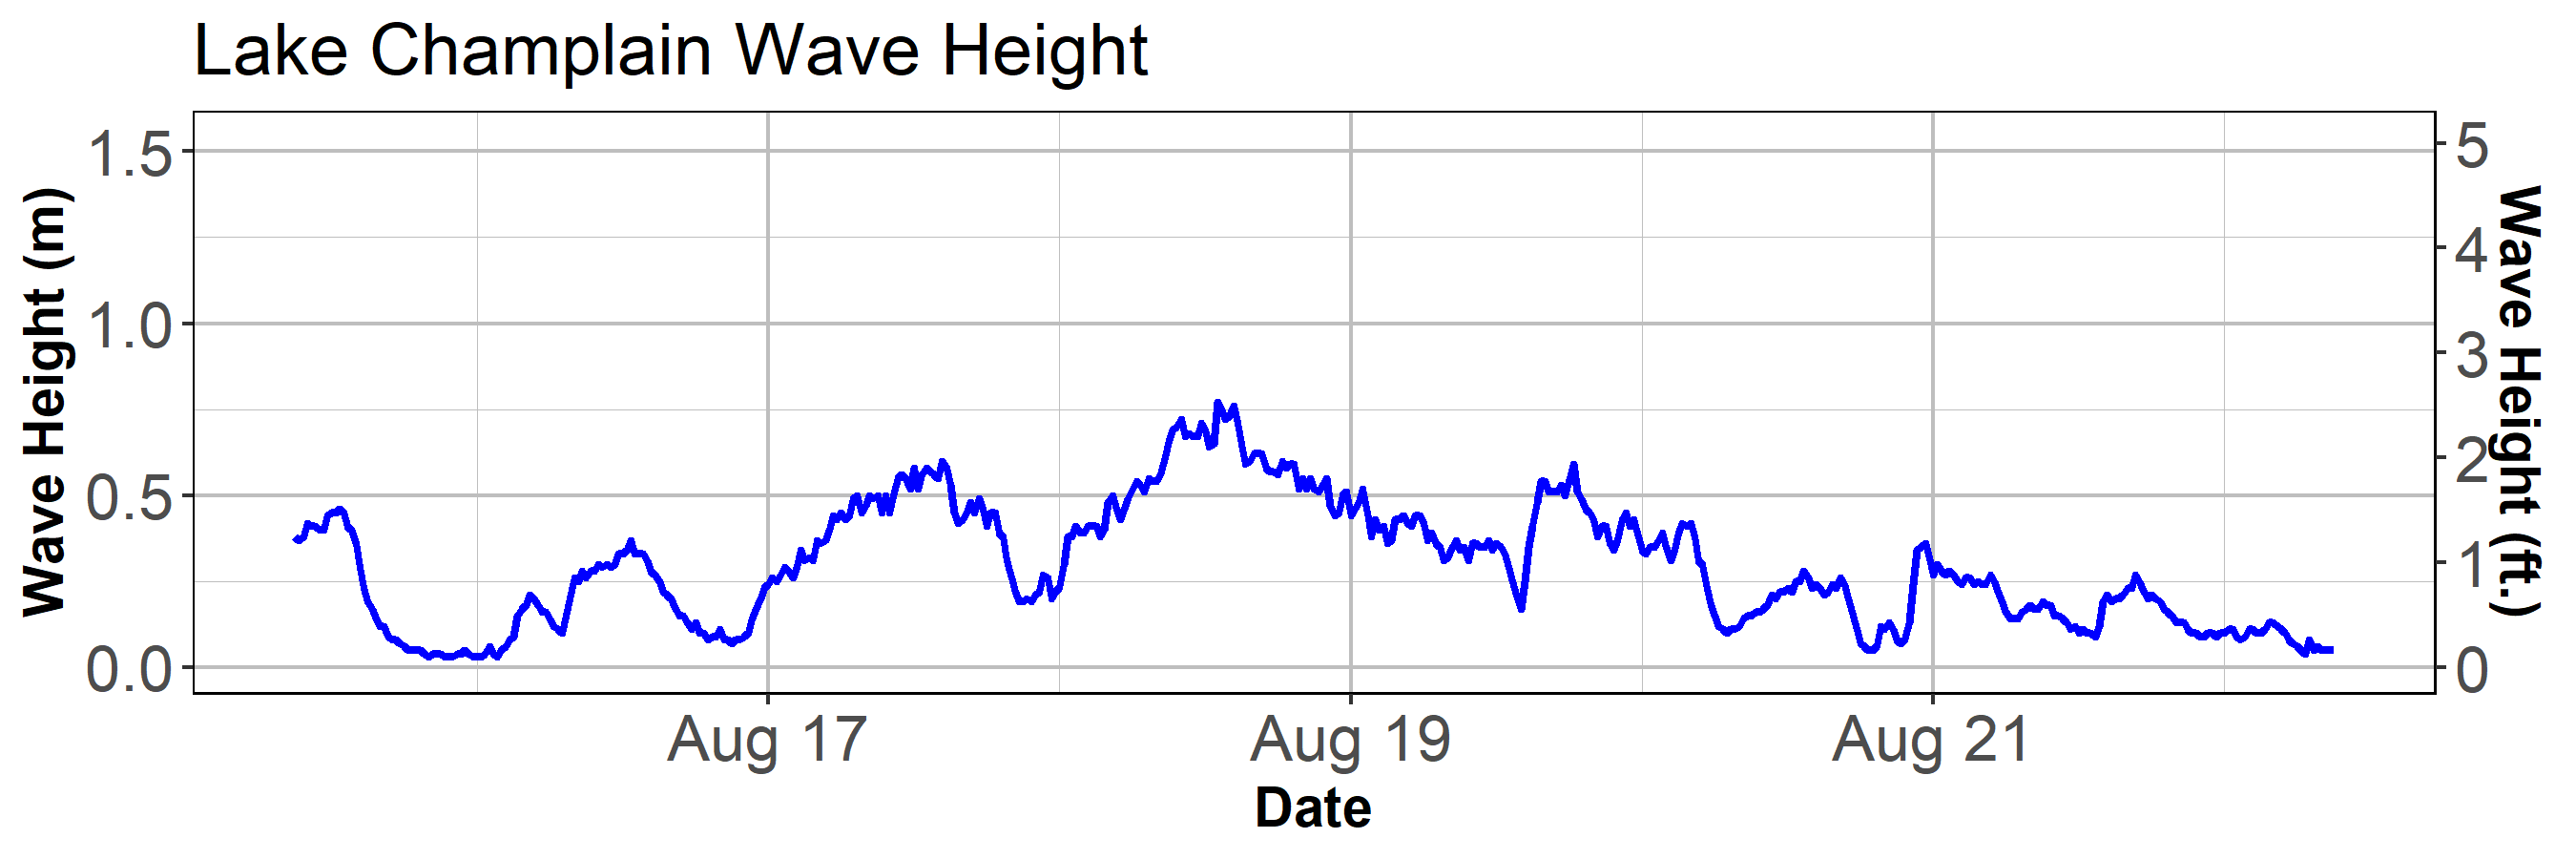 Lake Champlain Wave Height
Wave Height (m)
1.5
1.0
0.5
0.0
5
4
3
2
1
0
Wave Height (ft.)
Aug 17
Aug 19
Aug 21
Date